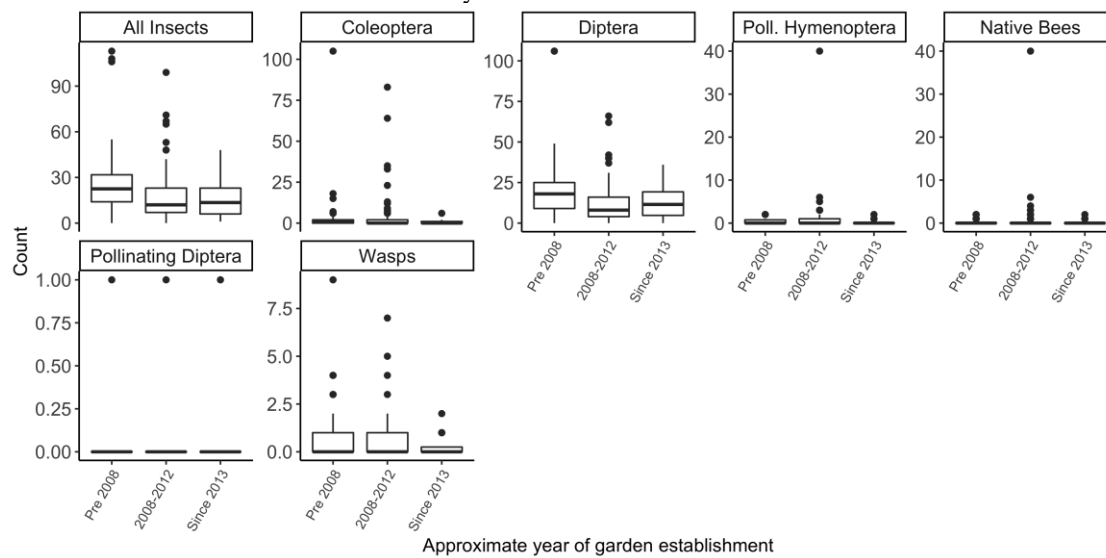 All Insects
Coleoptera
Diptera
Poll. Hymenoptera
Native Bees
90
60
30
0
100
75
50
25
0
100
75
50
25
0
40
30
20
10
0
40
30
20
10
0
Count
Pollinating Diptera
Wasps
Pre 2008
2008-2012
Since 2013
Pre 2008
2008-2012
Since 2013
Pre 2008
2008-2012
Since 2013
1.00
0.75
0.50
0.25
0.00
7.5
5.0
2.5
0.0
Pre 2008
2008-2012
Since 2013
Pre 2008
2008-2012
Since 2013
Approximate year of garden establishment